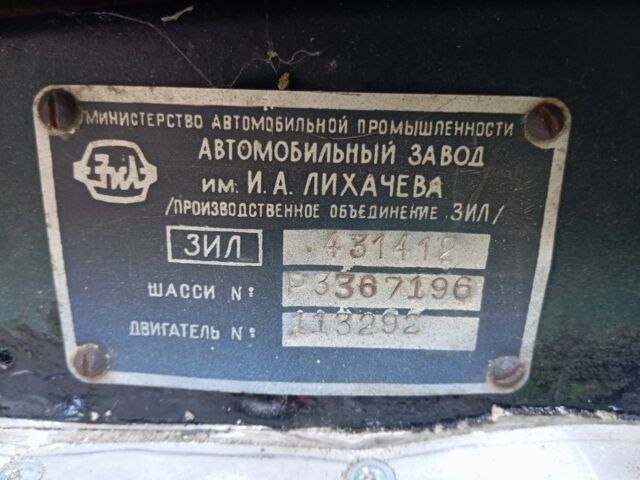 МИНИСТЕРСТВО АВТОМОБИЛЬНОЙ ПРОМЫШЛЕННОСТИ
ЗИЛ
АВТОМОБИЛЬНЫЙ ЗАВОД
ИМ. И. А. ЛИХАЧЕВА
/ПРОИЗВОДСТВЕННОЕ ОБЪЕДИНЕНИЕ ЗИЛ/
ЗИЛ .431412
ШАССИ №: Р3367196
ДВИГАТЕЛЬ №: 113292